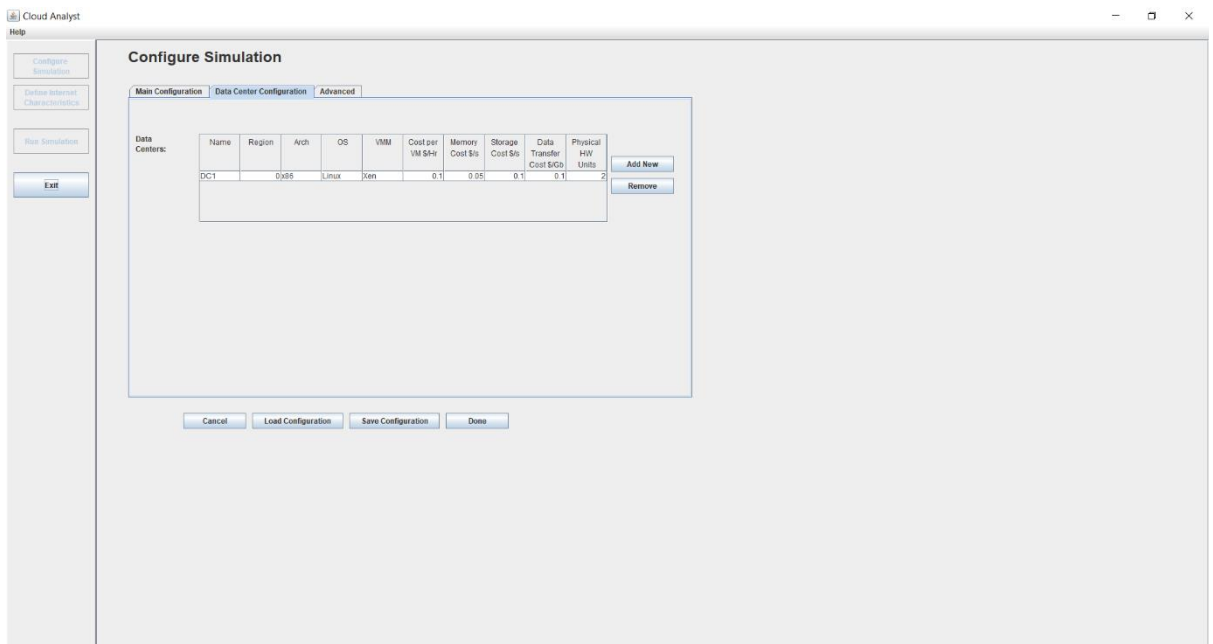 Cloud Analyst
Help
Configure
Simulation
Define Internet
Characteristics
Run Simulation
Exit
Configure Simulation
Main Configuration Data Center Configuration Advanced
Data
Centers:
Name Region Arch OS VMM Cost per Memory Storage Data Physical
VM $/Hr Cost $/s Cost $/s Transfer HW
Cost $/Gb Units
DC1 0 x86 Linux Xen 0.1 0.05 0.1 0.1 2
Add New
Remove
Cancel Load Configuration Save Configuration Done